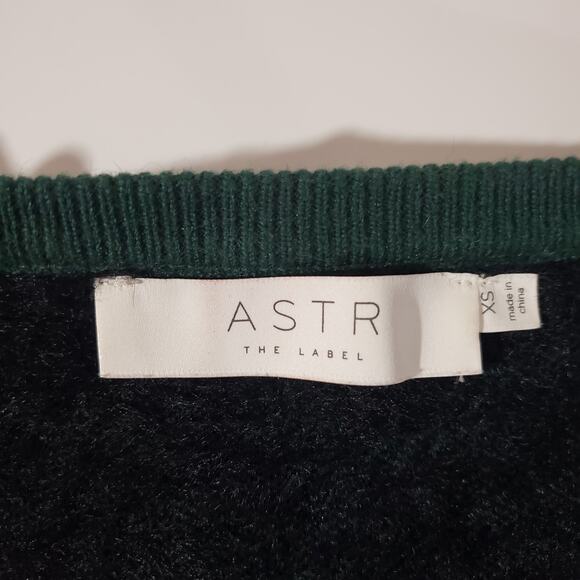 ASTR
THE LABEL
XS
made in
china